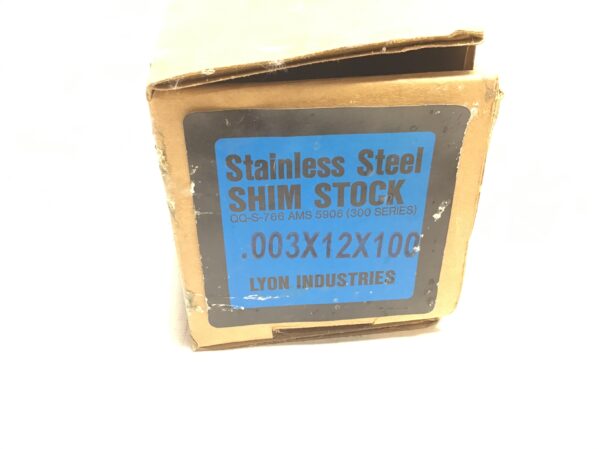 Stainless Steel
SHIM STOCK
QQ-S-766 AMS 5906 (300 SERIES)
.003X12X100
LYON INDUSTRIES